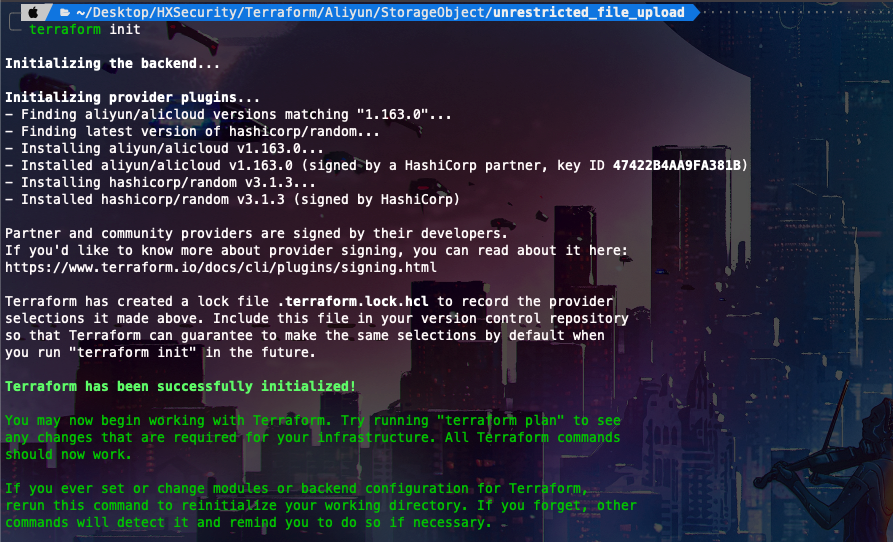 ~/Desktop/HXSecurity/Terraform/Aliyun/StorageObject/unrestricted_file_upload
terraform init
Initializing the backend...
Initializing provider plugins...
- Finding aliyun/alicloud versions matching "1.163.0"...
- Finding latest version of hashicorp/random...
- Installing aliyun/alicloud v1.163.0...
- Installed aliyun/alicloud v1.163.0 (signed by a HashiCorp partner, key ID 47422B4AA9FA381B)
- Installing hashicorp/random v3.1.3...
- Installed hashicorp/random v3.1.3 (signed by HashiCorp)
Partner and community providers are signed by their developers.
If you'd like to know more about provider signing, you can read about it here:
https://www.terraform.io/docs/cli/plugins/signing.html
Terraform has created a lock file .terraform.lock.hcl to record the provider
selections it made above. Include this file in your version control repository
so that Terraform can guarantee to make the same selections by default when
you run "terraform init" in the future.
Terraform has been successfully initialized!
You may now begin working with Terraform. Try running "terraform plan" to see
any changes that are required for your infrastructure. All Terraform commands
should now work.
If you ever set or change modules or backend configuration for Terraform,
rerun this command to reinitialize your working directory. If you forget, other
commands will detect it and remind you to do so if necessary.